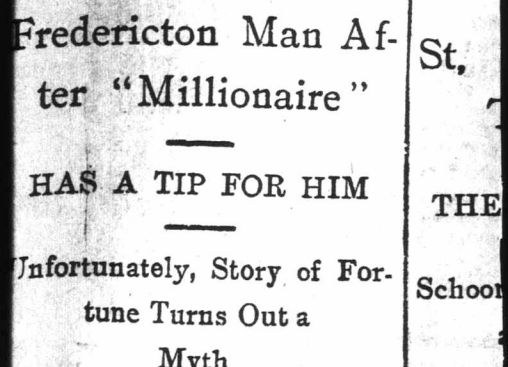 Fredericton Man Af-
ter "Millionaire"
HAS A TIP FOR HIM
Unfortunately, Story of For-
tune Turns Out a
Myth
St,
THE